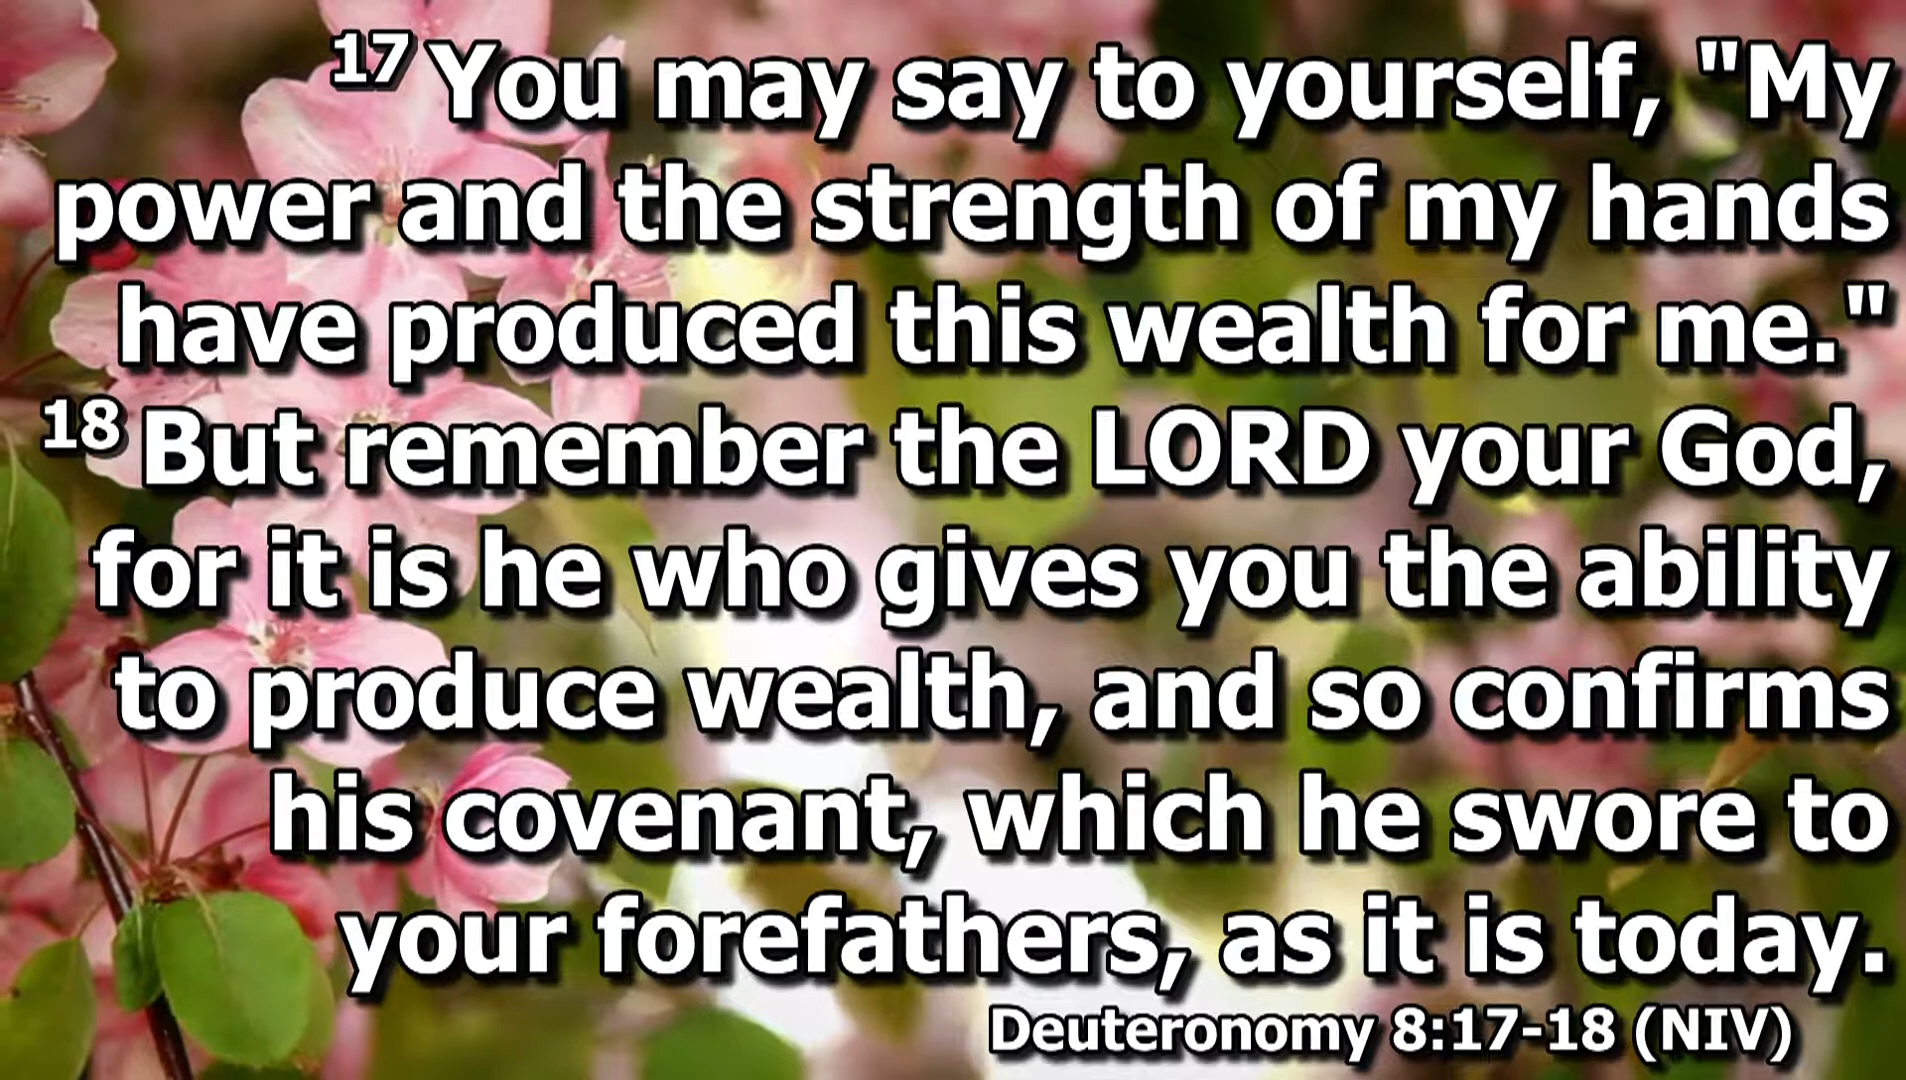 17 You may say to yourself, "My
power and the strength of my hands
have produced this wealth for me."
18 But remember the LORD your God,
for it is he who gives you the ability
to produce wealth, and so confirms
his covenant, which he swore to
your forefathers, as it is today.
Deuteronomy 8:17-18 (NIV)